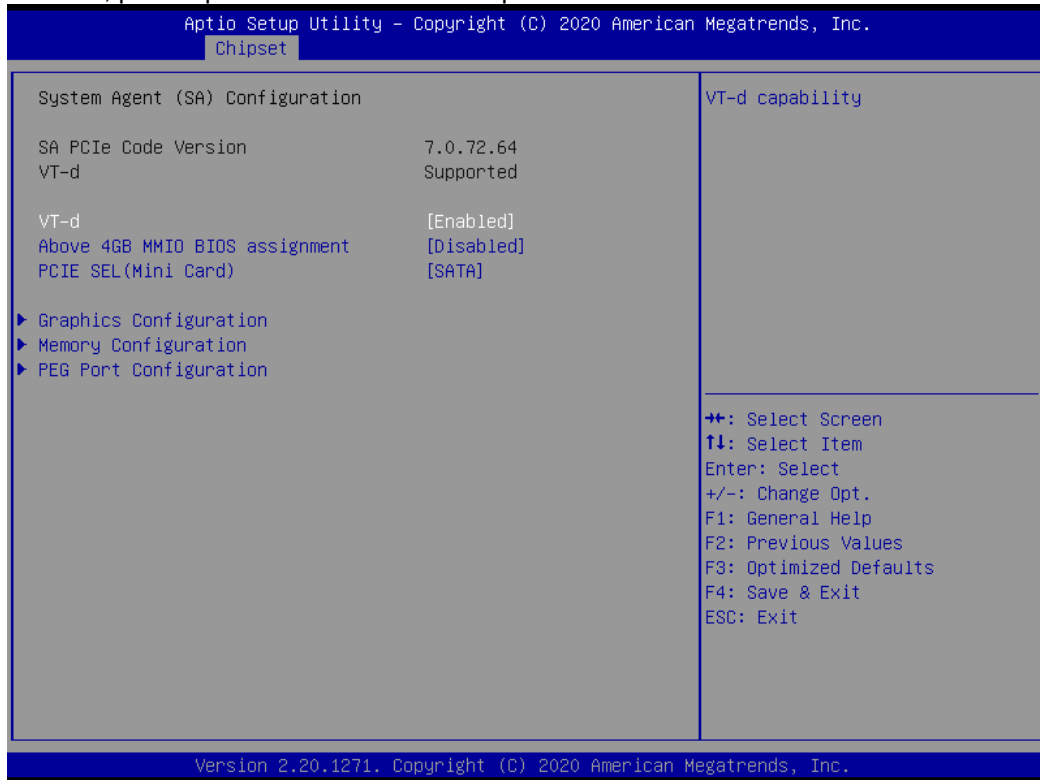 Aptio Setup Utility – Copyright (C) 2020 American Megatrends, Inc.
Chipset
System Agent (SA) Configuration
SA PCIe Code Version 7.0.72.64
VT-d Supported
VT-d [Enabled]
Above 4GB MMIO BIOS assignment [Disabled]
PCIE SEL(Mini Card) [SATA]
Graphics Configuration
Memory Configuration
PEG Port Configuration
VT-d capability
→←: Select Screen
↑↓: Select Item
Enter: Select
+/-: Change Opt.
F1: General Help
F2: Previous Values
F3: Optimized Defaults
F4: Save & Exit
ESC: Exit
Version 2.20.1271. Copyright (C) 2020 American Megatrends, Inc.